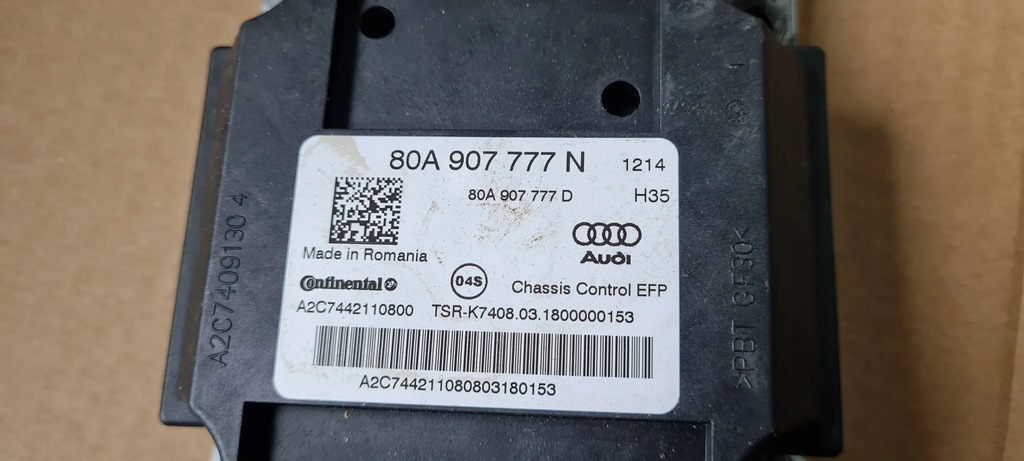 80A 907 777 N 1214
80A 907 777 D H35
Audi
Made in Romania
Continental 04S Chassis Control EFP
A2C7442110800 TSR-K7408.03.1800000153
A2C744211080803180153
A2C7409130 4
>PBT GF30<
1